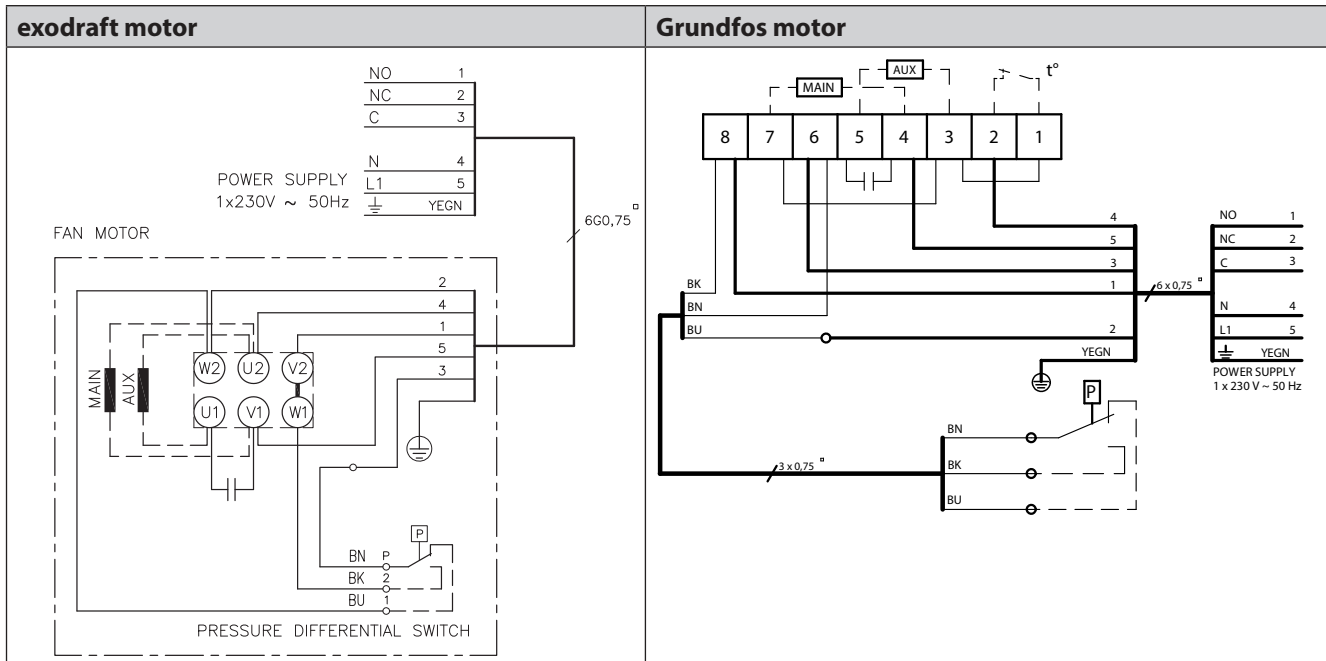 exodraft motor
NO 1
NC 2
C 3
N 4
POWER SUPPLY
L1 5
1x230V ~ 50Hz
YEGN
6G0,75 ▫
FAN MOTOR
2
4
1
5
3
MAIN
AUX
W2 U2 V2
U1 V1 W1
P
BN P
BK 2
BU 1
PRESSURE DIFFERENTIAL SWITCH
Grundfos motor
AUX
MAIN
t°
8 7 6 5 4 3 2 1
4
5
3
1
BK
BN
BU
2
YEGN
6 x 0,75 ▫
NO 1
NC 2
C 3
N 4
L1 5
YEGN
POWER SUPPLY
1 x 230 V ~ 50 Hz
P
BN
BK
BU
3 x 0,75 ▫